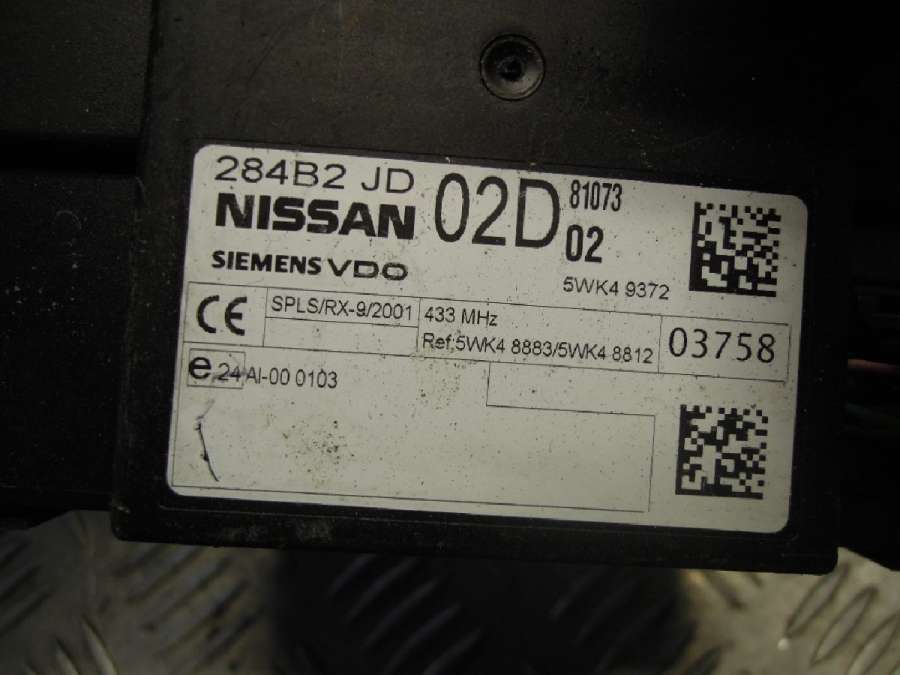 284B2 JD 02D 81073
NISSAN 02
SIEMENS VDO
5WK4 9372
CE SPLS/RX-9/2001 433 MHz
Ref:5WK4 8883/5WK4 8812 03758
e 24 AI-00 0103